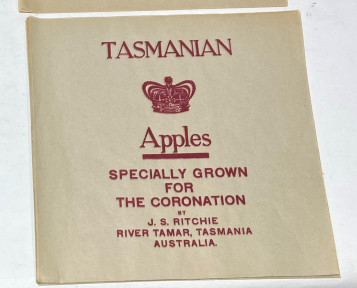 TASMANIAN
Apples
SPECIALLY GROWN
FOR
THE CORONATION
BY
J. S. RITCHIE
RIVER TAMAR, TASMANIA
AUSTRALIA.